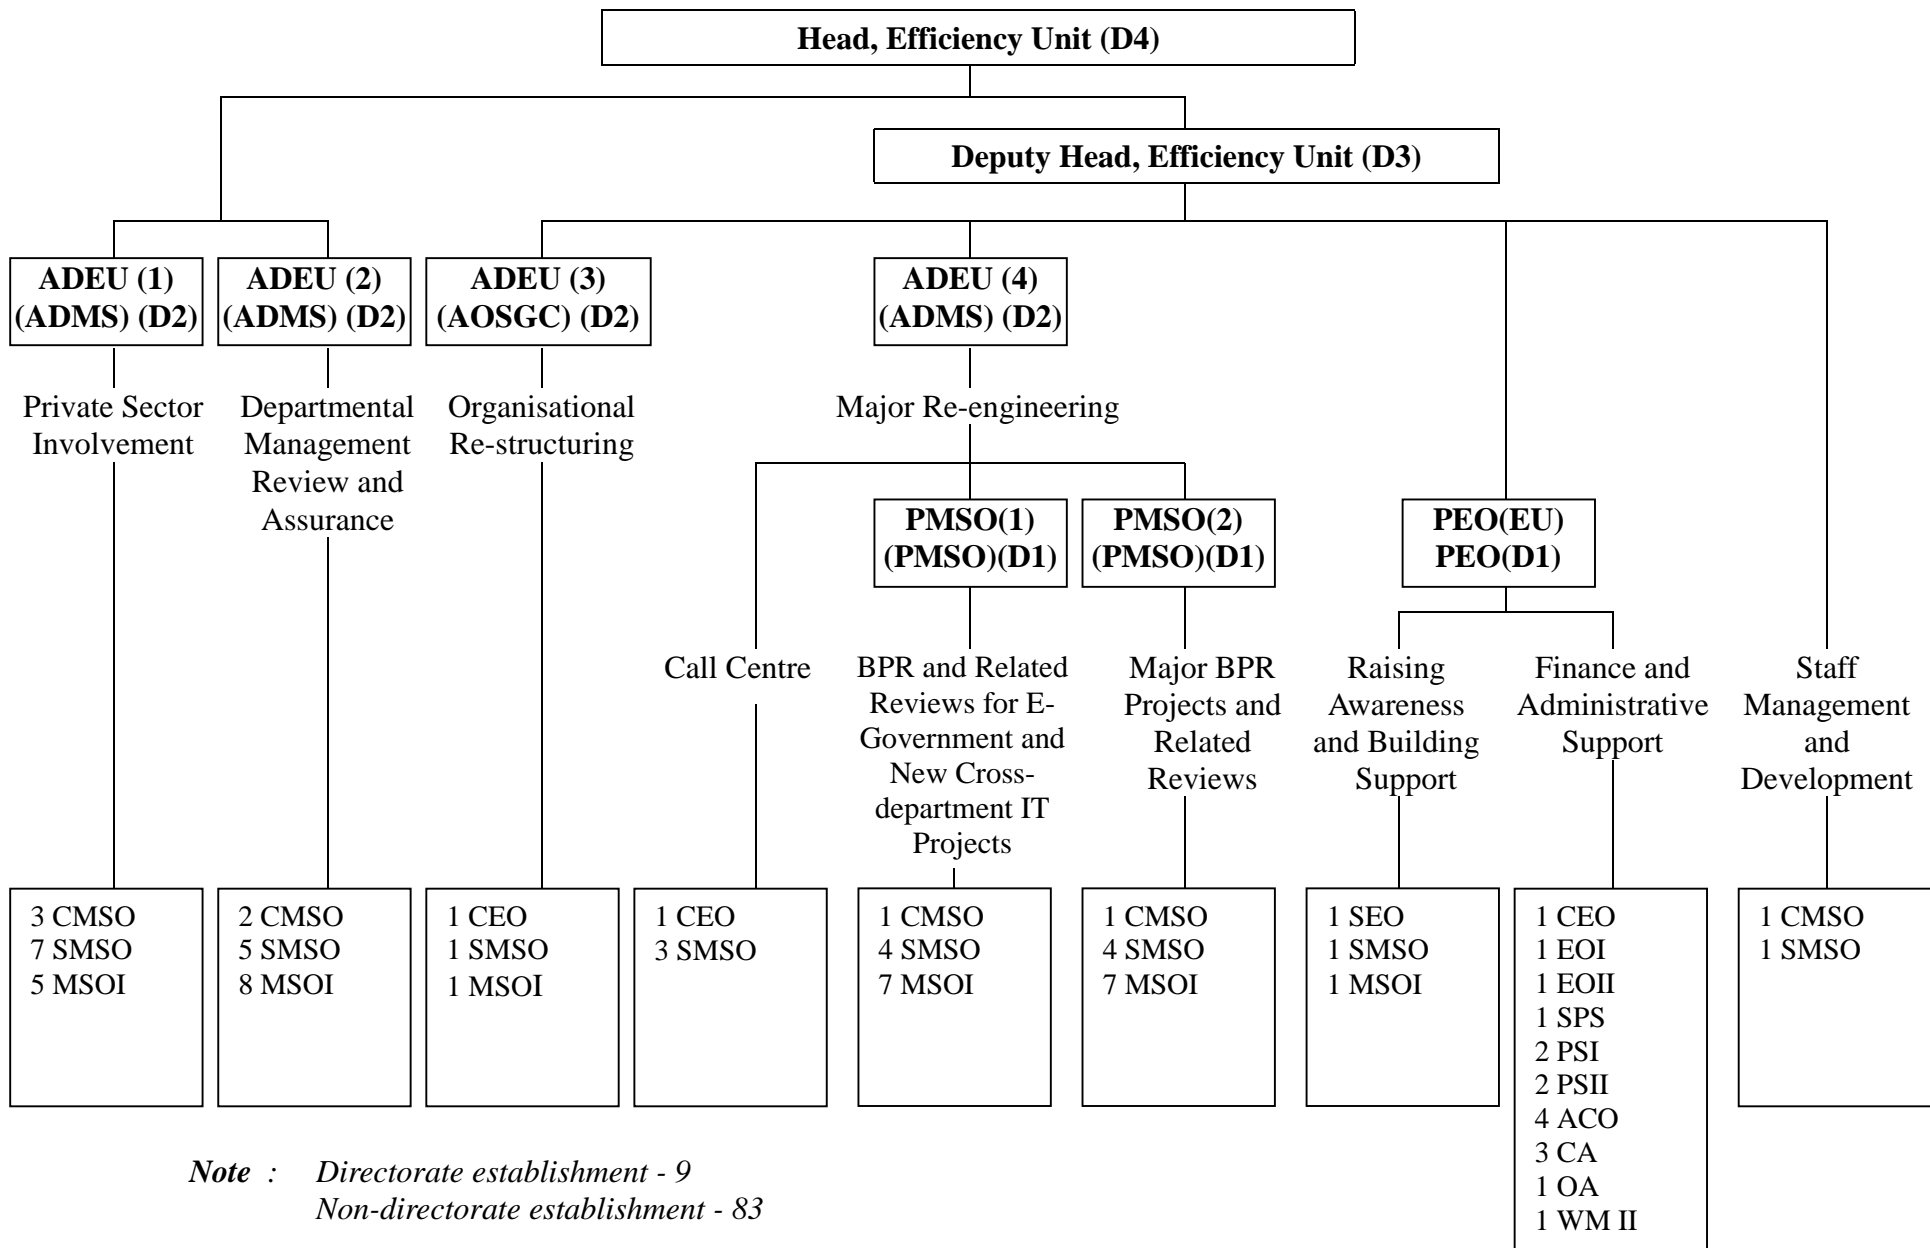 Head, Efficiency Unit (D4)
Deputy Head, Efficiency Unit (D3)
ADEU (1)
(ADMS) (D2)
ADEU (2)
(ADMS) (D2)
ADEU (3)
(AOSGC) (D2)
ADEU (4)
(ADMS) (D2)
Private Sector
Involvement
Departmental
Management
Review and
Assurance
Organisational
Re-structuring
Major Re-engineering
PMSO(1)
(PMSO)(D1)
PMSO(2)
(PMSO)(D1)
PEO(EU)
PEO(D1)
Call Centre
BPR and Related
Reviews for E-
Government and
New Cross-
department IT
Projects
Major BPR
Projects and
Related
Reviews
Raising
Awareness
and Building
Support
Finance and
Administrative
Support
Staff
Management
and
Development
3 CMSO
7 SMSO
5 MSOI
2 CMSO
5 SMSO
8 MSOI
1 CEO
1 SMSO
1 MSOI
1 CEO
3 SMSO
1 CMSO
4 SMSO
7 MSOI
1 CMSO
4 SMSO
7 MSOI
1 SEO
1 SMSO
1 MSOI
1 CEO
1 EOI
1 EOII
1 SPS
2 PSI
2 PSII
4 ACO
3 CA
1 OA
1 WM II
1 CMSO
1 SMSO
Note : Directorate establishment - 9
Non-directorate establishment - 83